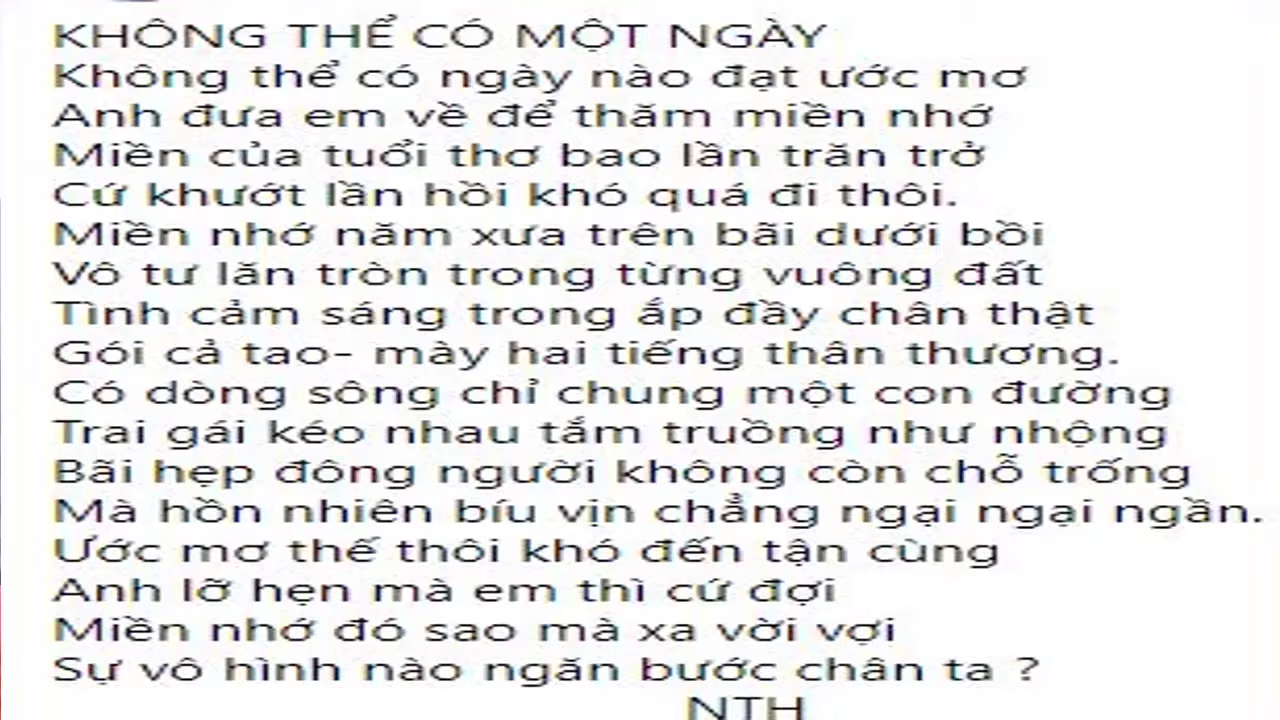 KHÔNG THỂ CÓ MỘT NGÀY
Không thể có ngày nào đạt ước mơ
Anh đưa em về để thăm miền nhớ
Miền của tuổi thơ bao lần trăn trở
Cứ khướt lần hồi khó quá đi thôi.
Miền nhớ năm xưa trên bãi dưới bồi
Vô tư lăn tròn trong từng vuông đất
Tình cảm sáng trong ắp đầy chân thật
Gói cả tao- mày hai tiếng thân thương.
Có dòng sông chỉ chung một con đường
Trai gái kéo nhau tắm truồng như nhộng
Bãi hẹp đông người không còn chỗ trống
Mà hồn nhiên bíu vịn chẳng ngại ngại ngần.
Ước mơ thế thôi khó đến tận cùng
Anh lỡ hẹn mà em thì cứ đợi
Miền nhớ đó sao mà xa vời vợi
Sự vô hình nào ngăn bước chân ta ?
NTH